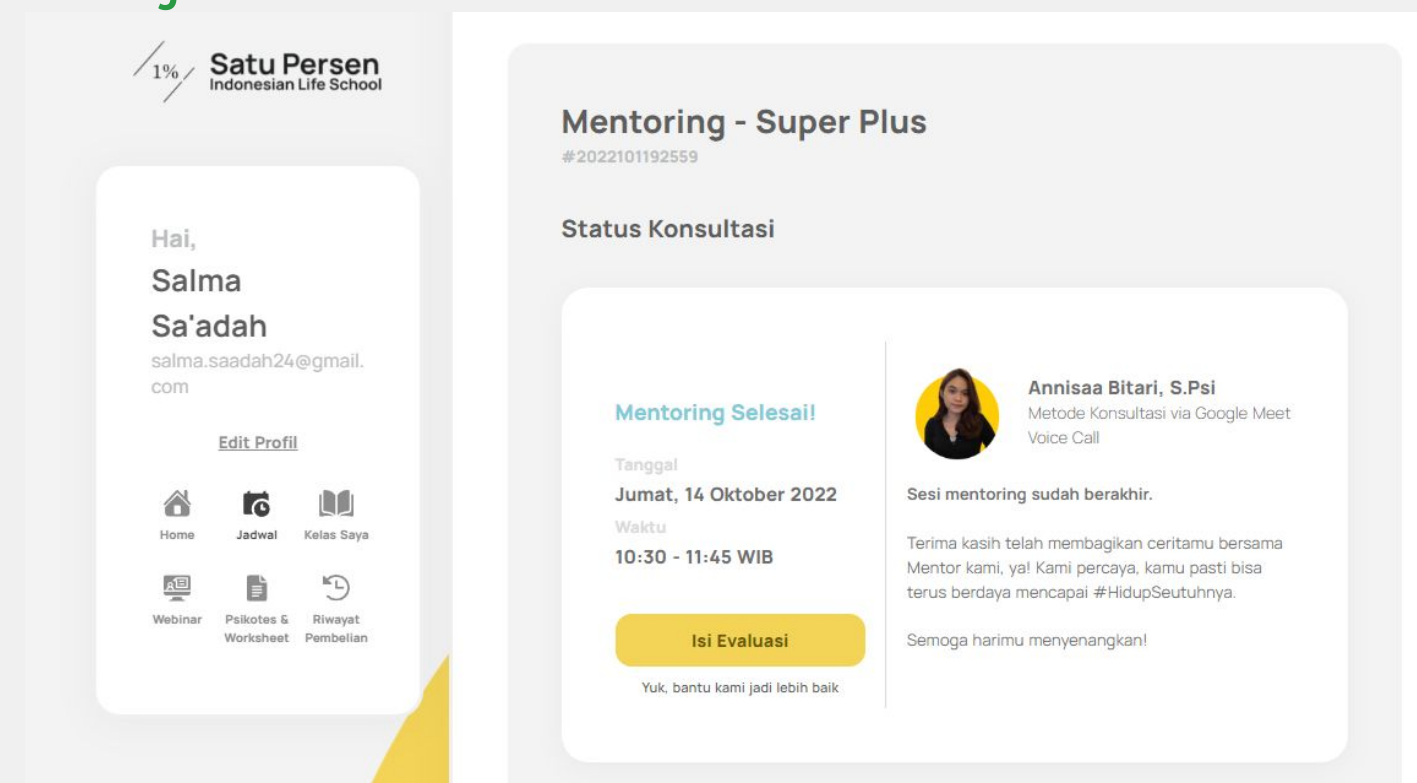 1%
Satu Persen
Indonesian Life School
Hai,
Salma
Sa'adah
salma.saadah24@gmail.
com
Edit Profil
Home
Jadwal
Kelas Saya
Webinar
Psikotes &
Worksheet
Riwayat
Pembelian
Mentoring - Super Plus
#2022101192559
Status Konsultasi
Mentoring Selesai!
Tanggal
Jumat, 14 Oktober 2022
Waktu
10:30 - 11:45 WIB
Isi Evaluasi
Yuk, bantu kami jadi lebih baik
Annisaa Bitari, S.Psi
Metode Konsultasi via Google Meet
Voice Call
Sesi mentoring sudah berakhir.
Terima kasih telah membagikan ceritamu bersama
Mentor kami, ya! Kami percaya, kamu pasti bisa
terus berdaya mencapai #HidupSeutuhnya.
Semoga harimu menyenangkan!